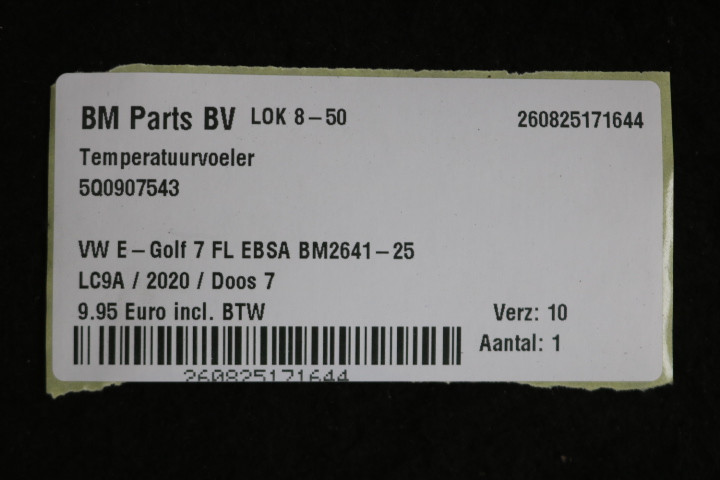 BM Parts BV LOK 8-50 260825171644
Temperatuurvoeler
5Q0907543
VW E-Golf 7 FL EBSA BM2641-25
LC9A / 2020 / Doos 7
9.95 Euro incl. BTW Verz: 10
Aantal: 1
260825171644